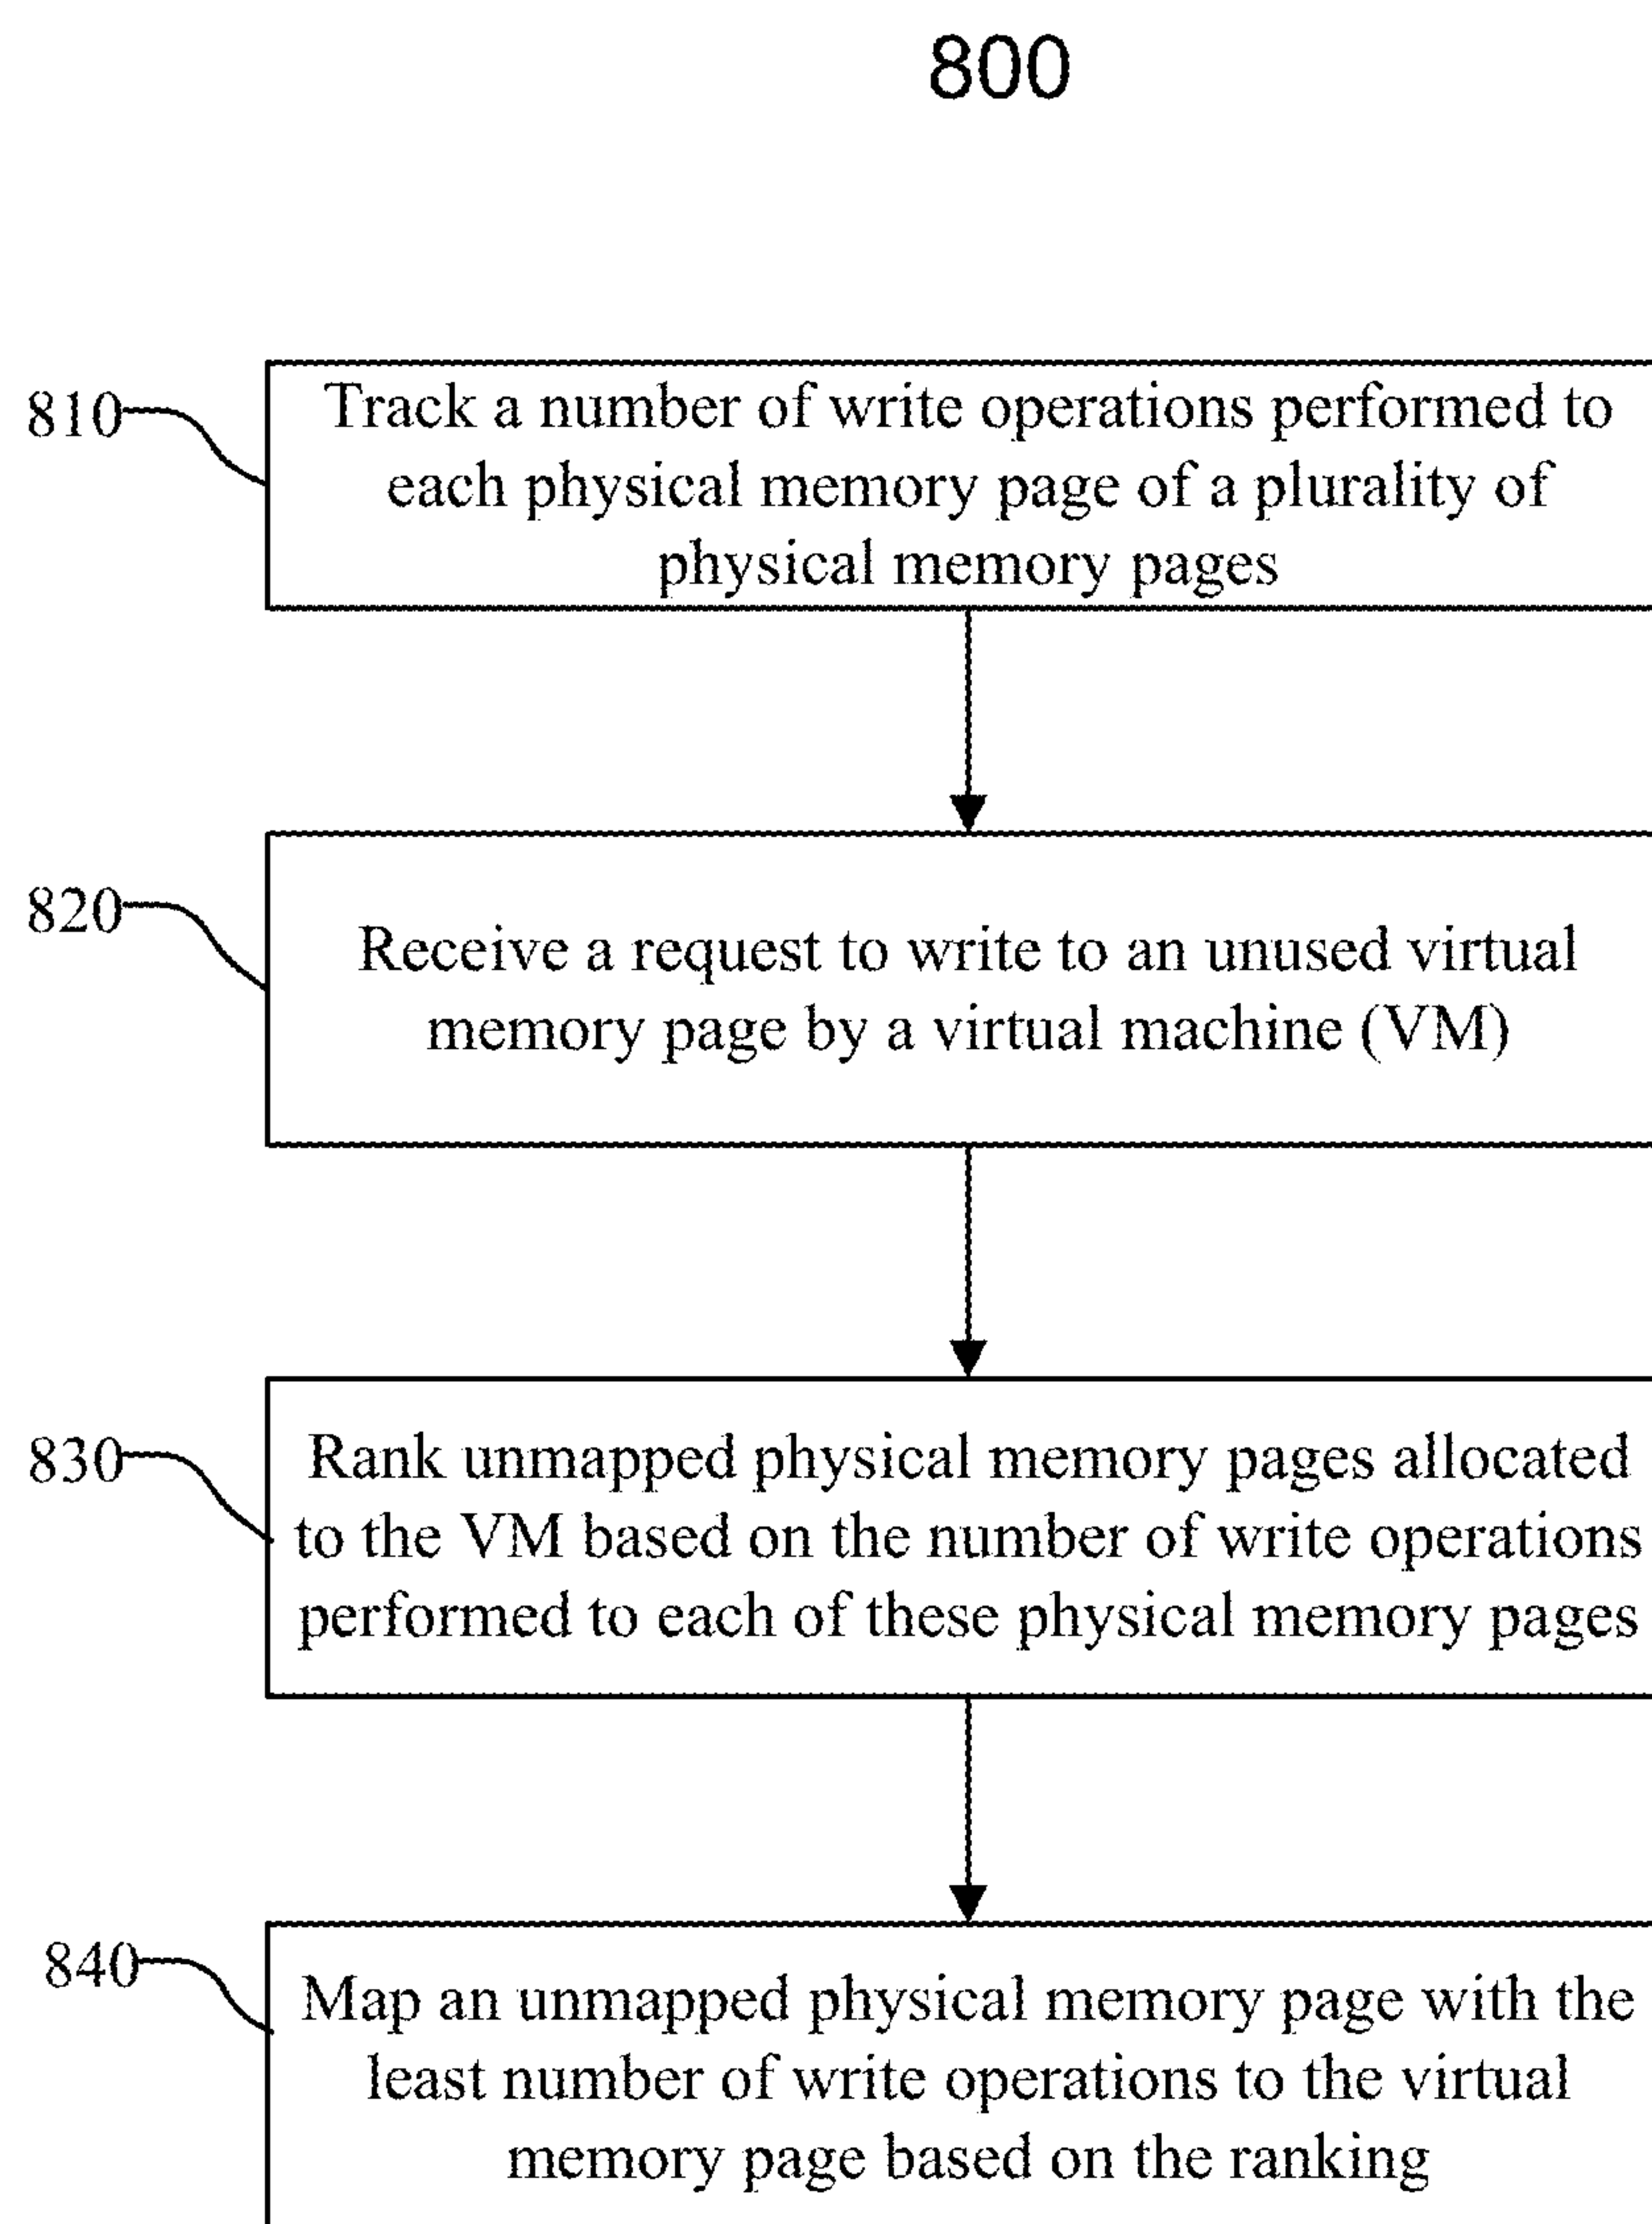 800
810
Track a number of write operations performed to
each physical memory page of a plurality of
physical memory pages
820
Receive a request to write to an unused virtual
memory page by a virtual machine (VM)
830
Rank unmapped physical memory pages allocated
to the VM based on the number of write operations
performed to each of these physical memory pages
840
Map an unmapped physical memory page with the
least number of write operations to the virtual
memory page based on the ranking